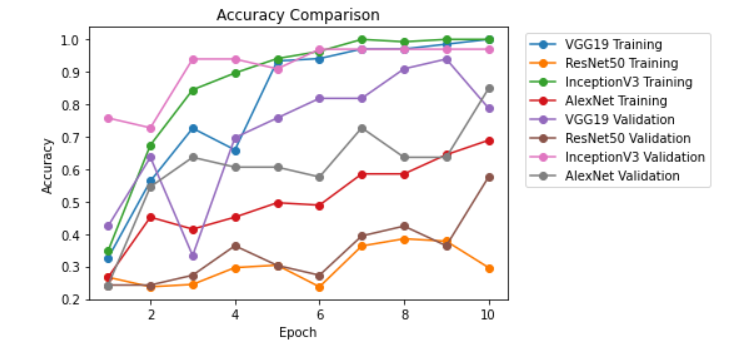 Accuracy Comparison
1.0
0.9
0.8
0.7
0.6
0.5
0.4
0.3
0.2
Accuracy
2
4
6
8
10
Epoch
VGG19 Training
ResNet50 Training
InceptionV3 Training
AlexNet Training
VGG19 Validation
ResNet50 Validation
InceptionV3 Validation
AlexNet Validation